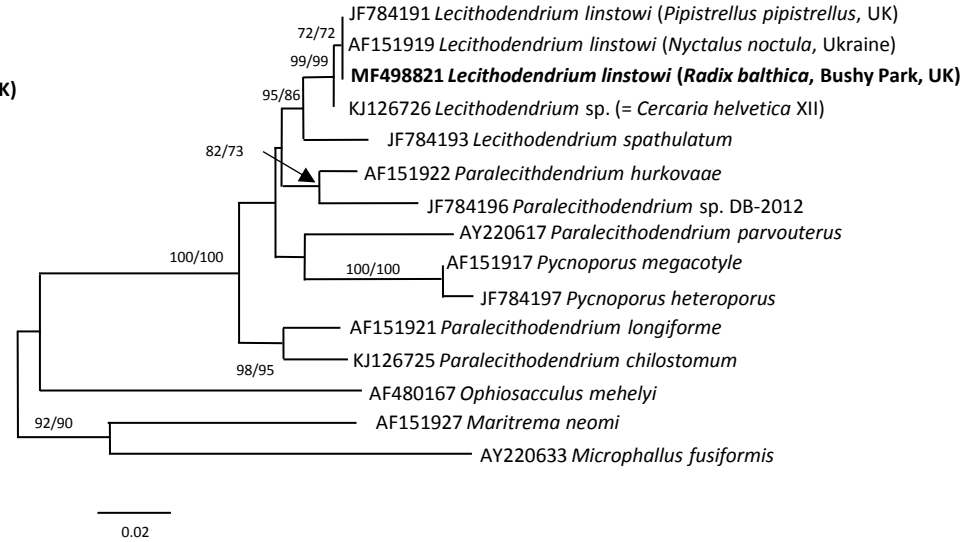 JF784191 Lecithodendrium linstowi (Pipistrellus pipistrellus, UK)
72/72
AF151919 Lecithodendrium linstowi (Nyctalus noctula, Ukraine)
99/99
MF498821 Lecithodendrium linstowi (Radix balthica, Bushy Park, UK)
K)
95/86
KJ126726 Lecithodendrium sp. (= Cercaria helvetica XII)
JF784193 Lecithodendrium spathulatum
82/73
AF151922 Paralecithdendrium hurkovaae
JF784196 Paralecithodendrium sp. DB-2012
AY220617 Paralecithodendrium parvouterus
100/100
AF151917 Pycnoporus megacotyle
100/100
JF784197 Pycnoporus heteroporus
AF151921 Paralecithodendrium longiforme
KJ126725 Paralecithodendrium chilostomum
98/95
AF480167 Ophiosacculus mehelyi
92/90
AF151927 Maritrema neomi
AY220633 Microphallus fusiformis
0.02